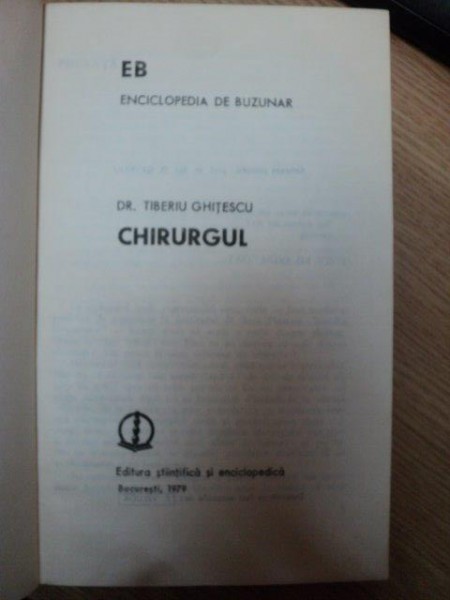 EB
ENCICLOPEDIA DE BUZUNAR
DR. TIBERIU GHIȚESCU
CHIRURGUL
Editura științifică și enciclopedică
București, 1979